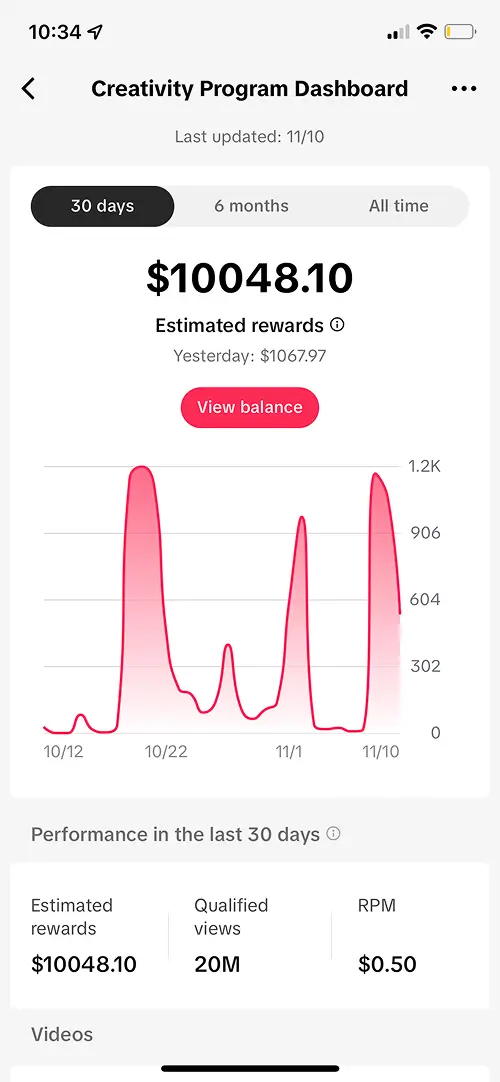 10:34
Creativity Program Dashboard
Last updated: 11/10
30 days 6 months All time
$10048.10
Estimated rewards
Yesterday: $1067.97
View balance
1.2K
906
604
302
0
10/12 10/22 11/1 11/10
Performance in the last 30 days
Estimated rewards
$10048.10
Qualified views
20M
RPM
$0.50
Videos